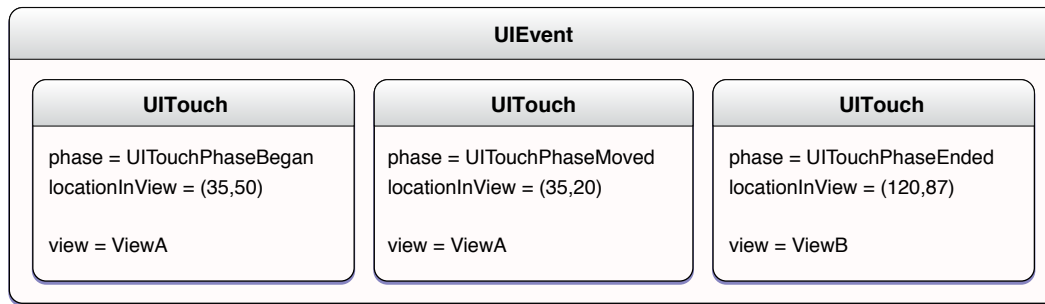 UIEvent
UITouch
phase = UITouchPhaseBegan
locationInView = (35,50)
view = ViewA
UITouch
phase = UITouchPhaseMoved
locationInView = (35,20)
view = ViewA
UITouch
phase = UITouchPhaseEnded
locationInView = (120,87)
view = ViewB